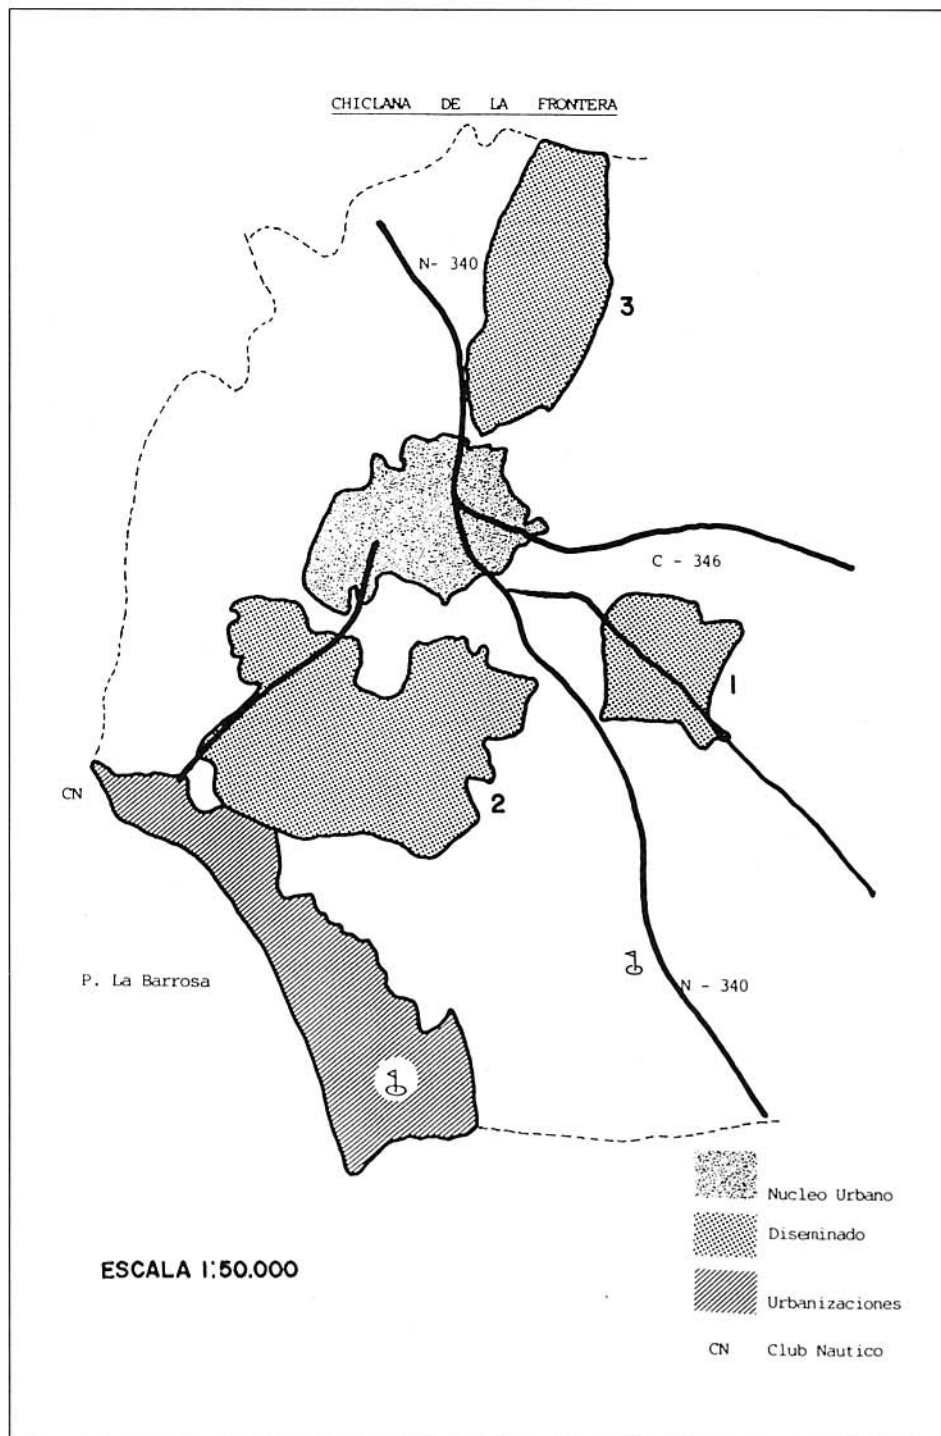 CHICLANA DE LA FRONTERA
N- 340
3
C - 346
1
CN
2
P. La Barrosa
N - 340
Nucleo Urbano
ESCALA 1:50.000
Diseminado
Urbanizaciones
CN Club Nautico